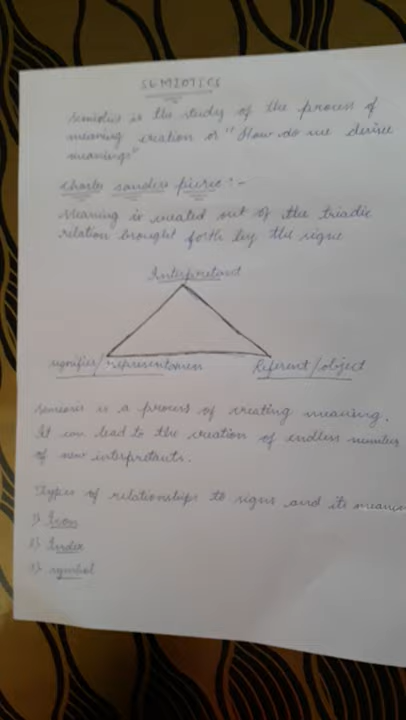 SEMIOTICS
Semiotics is the study of the process of
meaning creation or "How do we derive
meanings"
Charles Sanders Pierce :-
Meaning is created out of the triadic
relation brought forth by the signe
Interpretant
signifier/representamen Referent/object
Semiosis is a process of creating meaning.
It can lead to the creation of endless number
of new interpretants.
Types of relationships to signs and its meaning
1) Icon
2) Index
3) symbol